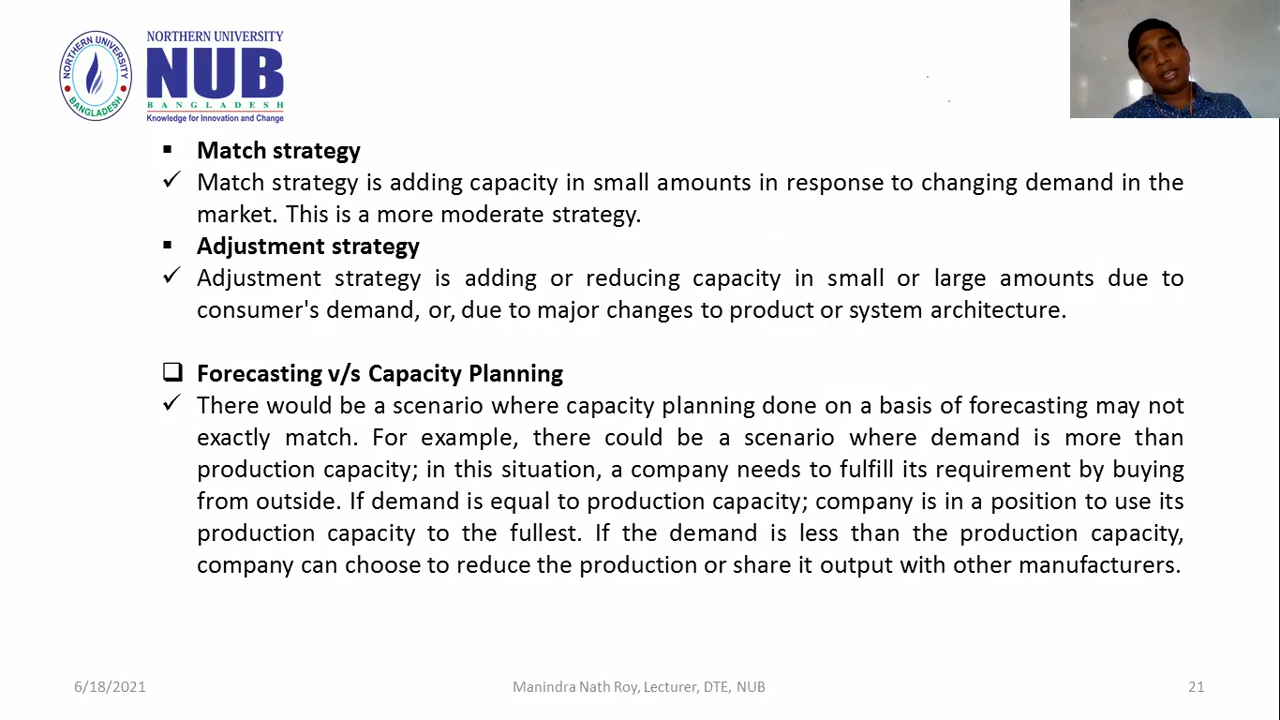 NORTHERN UNIVERSITY
BANGLADESH
NORTHERN UNIVERSITY
NUB
BANGLADESH
Knowledge for Innovation and Change
▪ Match strategy
✓ Match strategy is adding capacity in small amounts in response to changing demand in the
market. This is a more moderate strategy.
▪ Adjustment strategy
✓ Adjustment strategy is adding or reducing capacity in small or large amounts due to
consumer's demand, or, due to major changes to product or system architecture.
❑ Forecasting v/s Capacity Planning
✓ There would be a scenario where capacity planning done on a basis of forecasting may not
exactly match. For example, there could be a scenario where demand is more than
production capacity; in this situation, a company needs to fulfill its requirement by buying
from outside. If demand is equal to production capacity; company is in a position to use its
production capacity to the fullest. If the demand is less than the production capacity,
company can choose to reduce the production or share it output with other manufacturers.
6/18/2021
Manindra Nath Roy, Lecturer, DTE, NUB
21